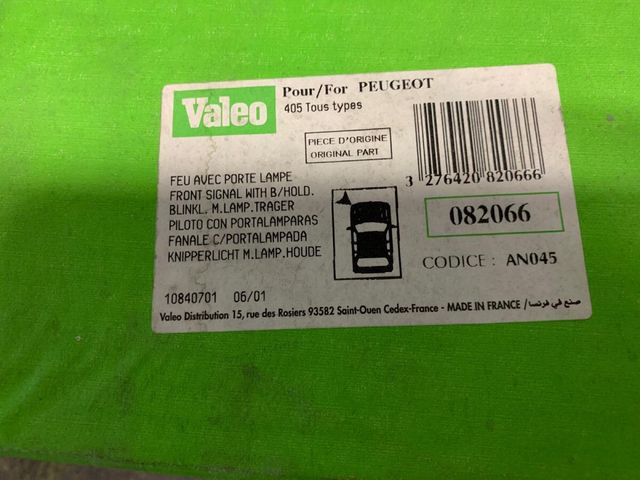 Valeo
Pour/For PEUGEOT
405 Tous types
PIECE D'ORIGINE
ORIGINAL PART
3 276420 820666
FEU AVEC PORTE LAMPE
FRONT SIGNAL WITH B/HOLD.
BLINKL. M.LAMP.TRAGER
PILOTO CON PORTALAMPARAS
FANALE C/PORTALAMPADA
KNIPPERLICHT M.LAMP.HOUDE
082066
CODICE : AN045
10840701 06/01
Valeo Distribution 15, rue des Rosiers 93582 Saint-Ouen Cedex-France - MADE IN FRANCE / صنع في فرنسا